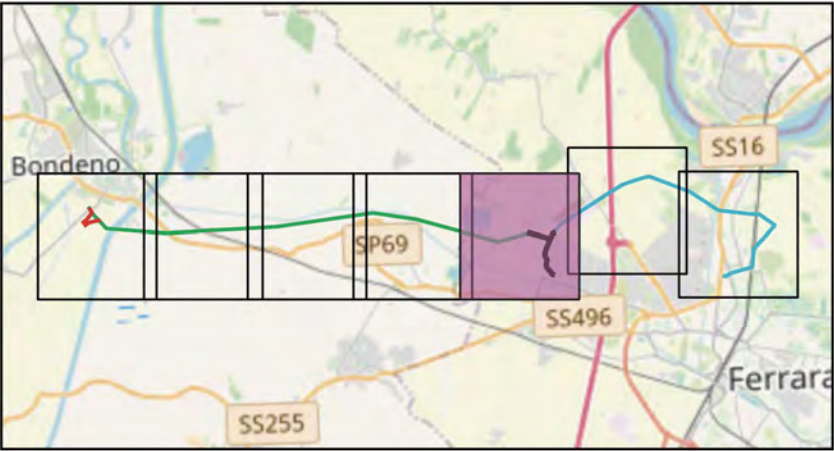 SS16
Bondeno
SP69
SS496
Ferrara
SS255